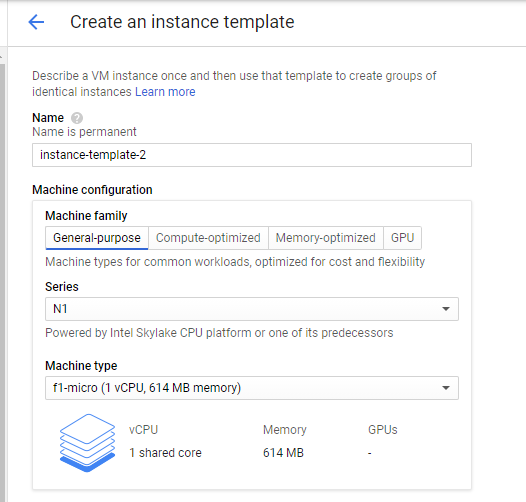 Create an instance template
Describe a VM instance once and then use that template to create groups of
identical instances Learn more
Name ?
Name is permanent
instance-template-2
Machine configuration
Machine family
General-purpose Compute-optimized Memory-optimized GPU
Machine types for common workloads, optimized for cost and flexibility
Series
N1
Powered by Intel Skylake CPU platform or one of its predecessors
Machine type
f1-micro (1 vCPU, 614 MB memory)
vCPU Memory GPUs
1 shared core 614 MB -